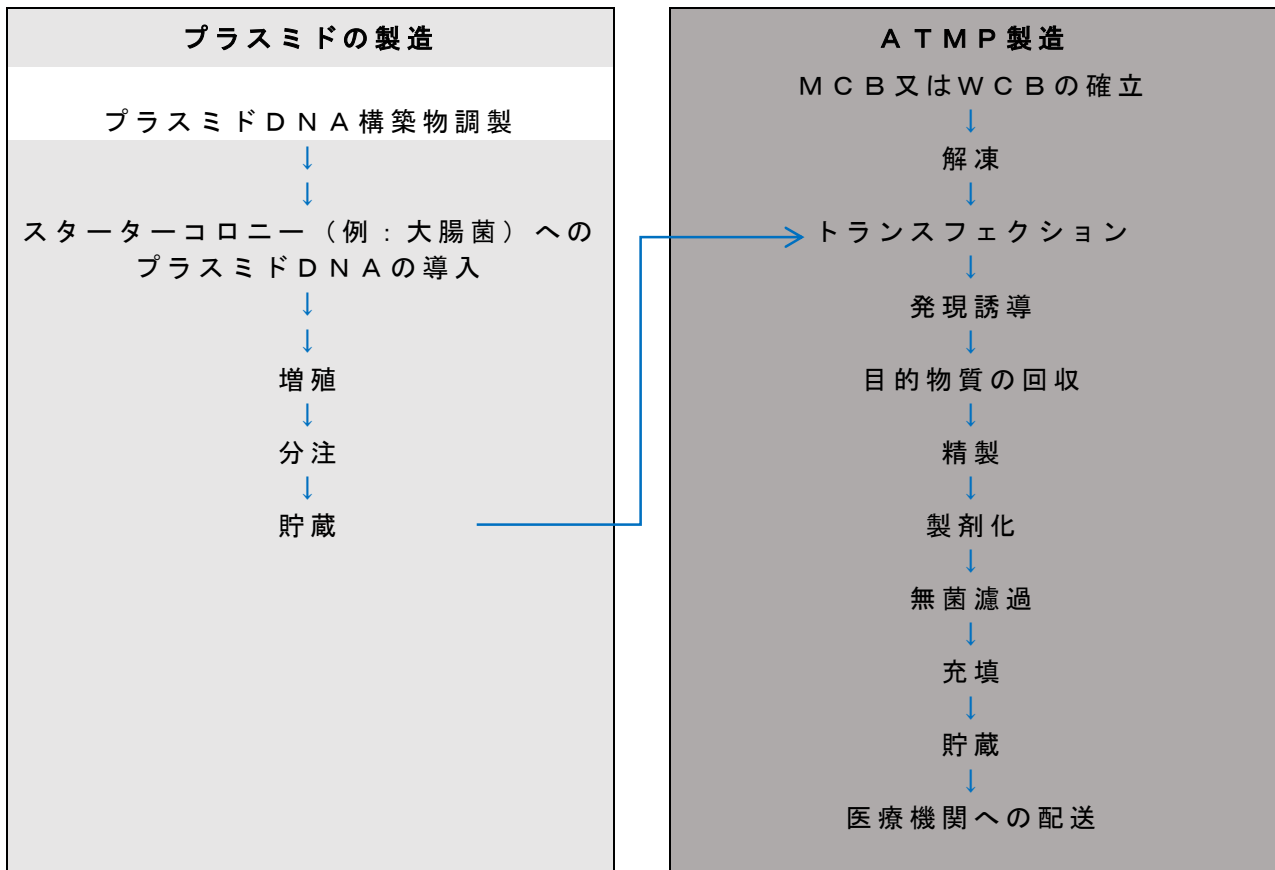 プラスミドの製造
プラスミドDNA構築物調製
↓
↓
スターターコロニー（例：大腸菌）への
プラスミドDNAの導入
↓
↓
増殖
↓
分注
↓
貯蔵
ATMP製造
MCB又はWCBの確立
↓
解凍
↓
トランスフェクション
↓
発現誘導
↓
目的物質の回収
↓
精製
↓
製剤化
↓
無菌濾過
↓
充填
↓
貯蔵
↓
医療機関への配送